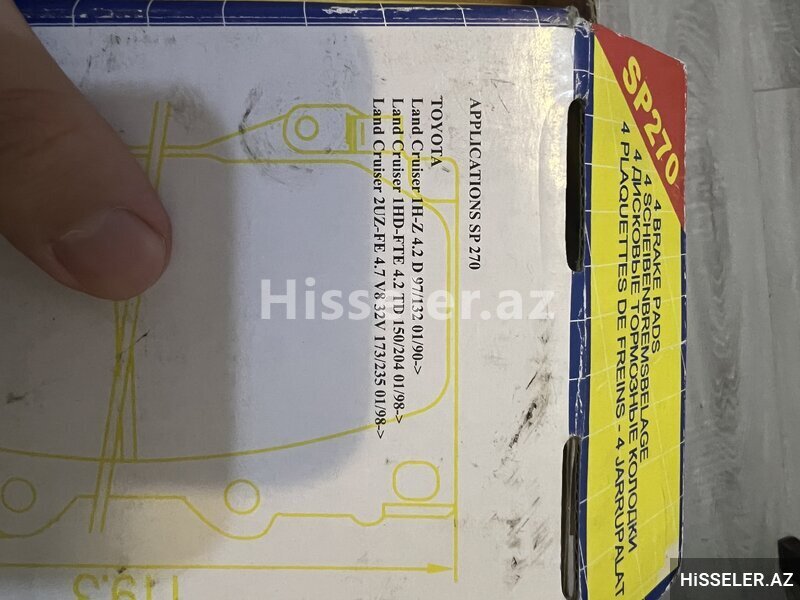 SP270
4 BRAKE PADS
4 SCHEIBENBREMSBELAGE
4 ДИСКОВЫЕ ТОРМОЗНЫЕ КОЛОДКИ
4 PLAQUETTES DE FREINS - 4 JARRUPALAT
APPLICATIONS SP 270
TOYOTA
Land Cruiser 1H-Z 4.2 D 97/132 01/90->
Land Cruiser 1HD-FTE 4.2 TD 150/204 01/98->
Land Cruiser 2UZ-FE 4.7 V8 32V 173/235 01/98->
119.3
Hisseler.az
HiSSELER.AZ